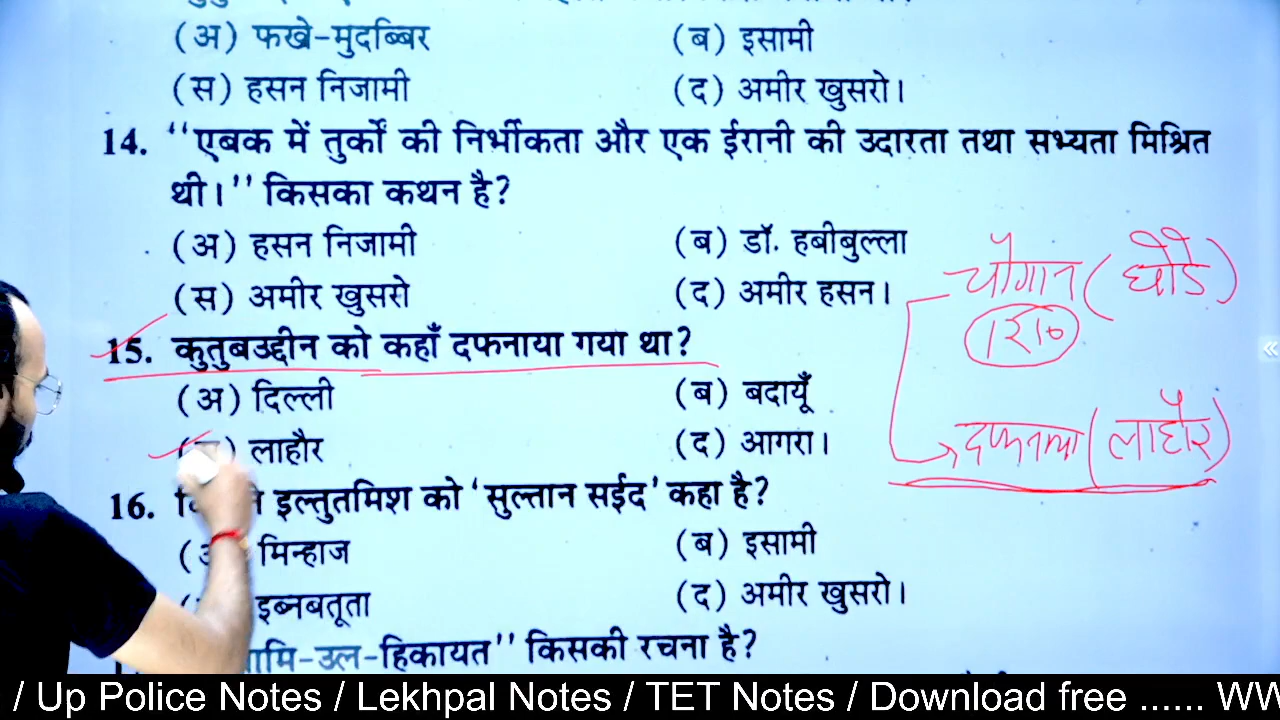 (अ) फखे-मुदब्बिर (ब) इसामी
(स) हसन निजामी (द) अमीर खुसरो।
14. ‘‘एबक में तुर्कों की निर्भीकता और एक ईरानी की उदारता तथा सभ्यता मिश्रित
थी।’’ किसका कथन है?
(अ) हसन निजामी (ब) डॉ. हबीबुल्ला
(स) अमीर खुसरो (द) अमीर हसन।
चौगान (घोडे)
1210
15. कुतुबउद्दीन को कहाँ दफनाया गया था?
(अ) दिल्ली (ब) बदायूँ
लाहौर (द) आगरा।
दफनाया (लाहौर)
16. इल्तुतमिश को ‘सुल्तान सईद’ कहा है?
मिन्हाज (ब) इसामी
इब्नबतूता (द) अमीर खुसरो।
हिकायत’’ किसकी रचना है?
/ Up Police Notes / Lekhpal Notes / TET Notes / Download free ...... WW